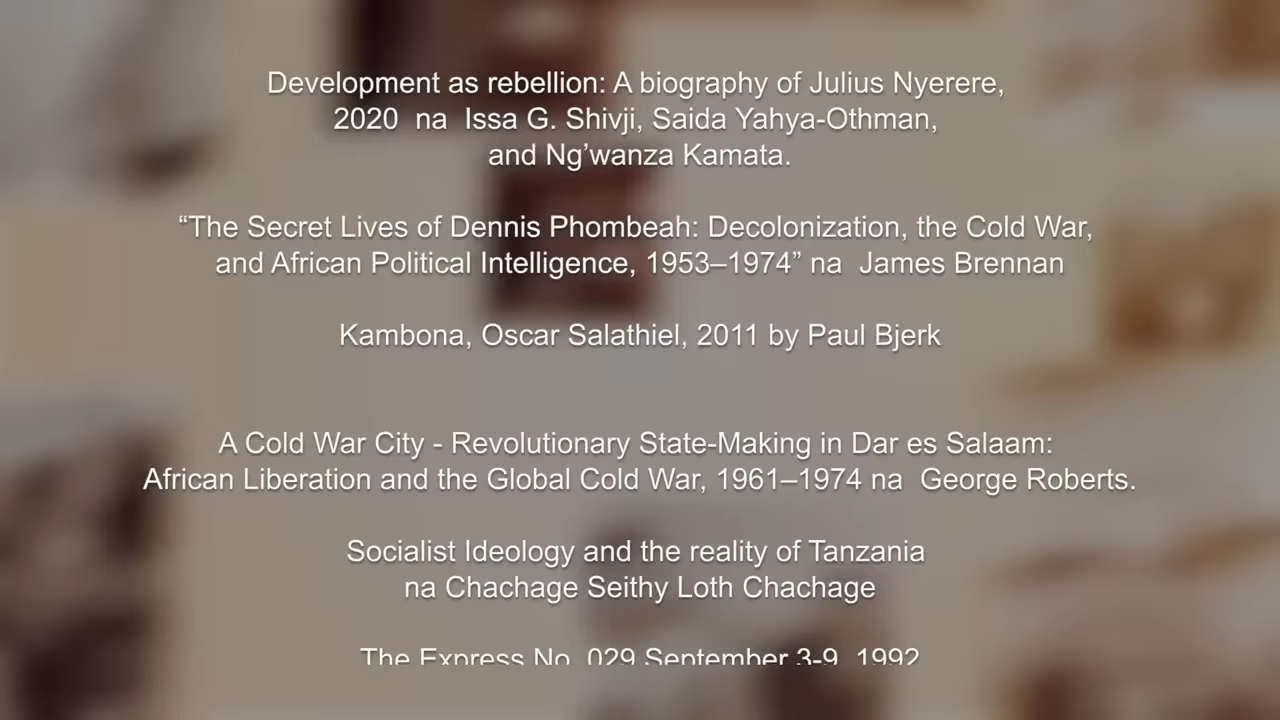 Development as rebellion: A biography of Julius Nyerere,
2020 na Issa G. Shivji, Saida Yahya-Othman,
and Ng’wanza Kamata.
“The Secret Lives of Dennis Phombeah: Decolonization, the Cold War,
and African Political Intelligence, 1953–1974” na James Brennan
Kambona, Oscar Salathiel, 2011 by Paul Bjerk
A Cold War City - Revolutionary State-Making in Dar es Salaam:
African Liberation and the Global Cold War, 1961–1974 na George Roberts.
Socialist Ideology and the reality of Tanzania
na Chachage Seithy Loth Chachage
The Express No. 029 September 3-9, 1992